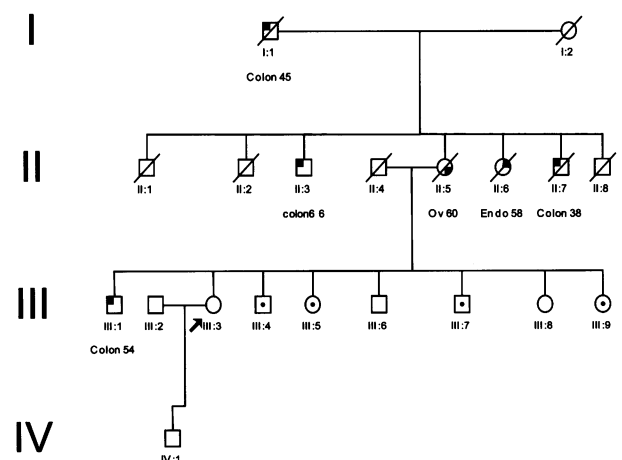 I
I:1 I:2
Colon 45
II
II:1 II:2 II:3 II:4 II:5 II:6 II:7 II:8
colon6 6 Ov 60 Endo 58 Colon 38
III
III:1 III:2 III:3 III:4 III:5 III:6 III:7 III:8 III:9
Colon 54
IV
IV:1